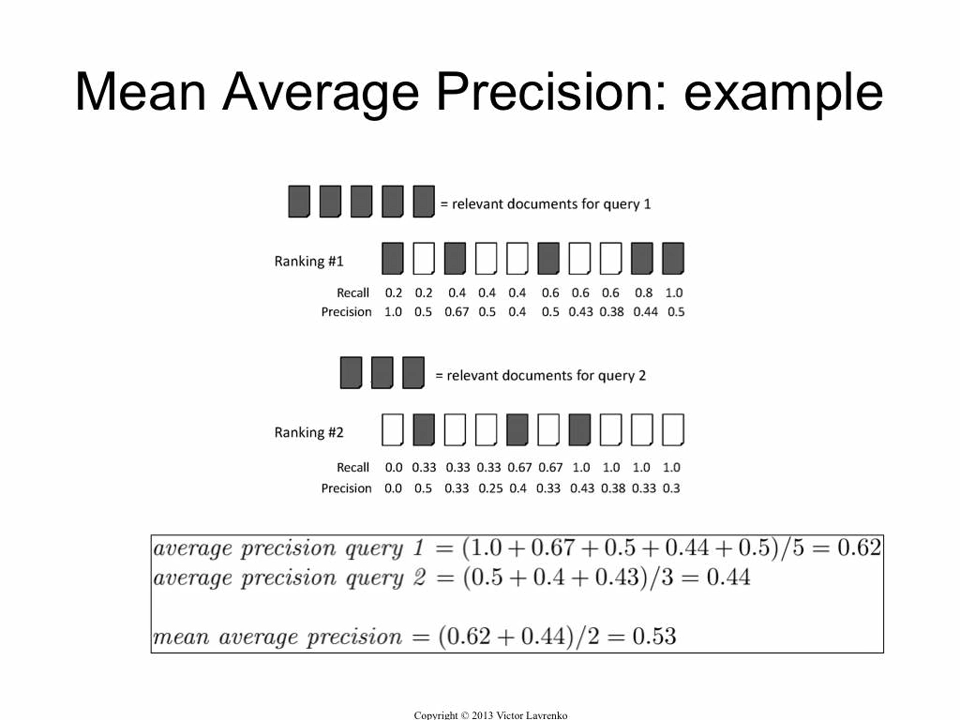 Mean Average Precision: example
= relevant documents for query 1
Ranking #1
Recall 0.2 0.2 0.4 0.4 0.4 0.6 0.6 0.6 0.8 1.0
Precision 1.0 0.5 0.67 0.5 0.4 0.5 0.43 0.38 0.44 0.5
= relevant documents for query 2
Ranking #2
Recall 0.0 0.33 0.33 0.33 0.67 0.67 1.0 1.0 1.0 1.0
Precision 0.0 0.5 0.33 0.25 0.4 0.33 0.43 0.38 0.33 0.3
average precision query 1 = (1.0 + 0.67 + 0.5 + 0.44 + 0.5)/5 = 0.62
average precision query 2 = (0.5 + 0.4 + 0.43)/3 = 0.44
mean average precision = (0.62 + 0.44)/2 = 0.53
Copyright © 2013 Victor Lavrenko